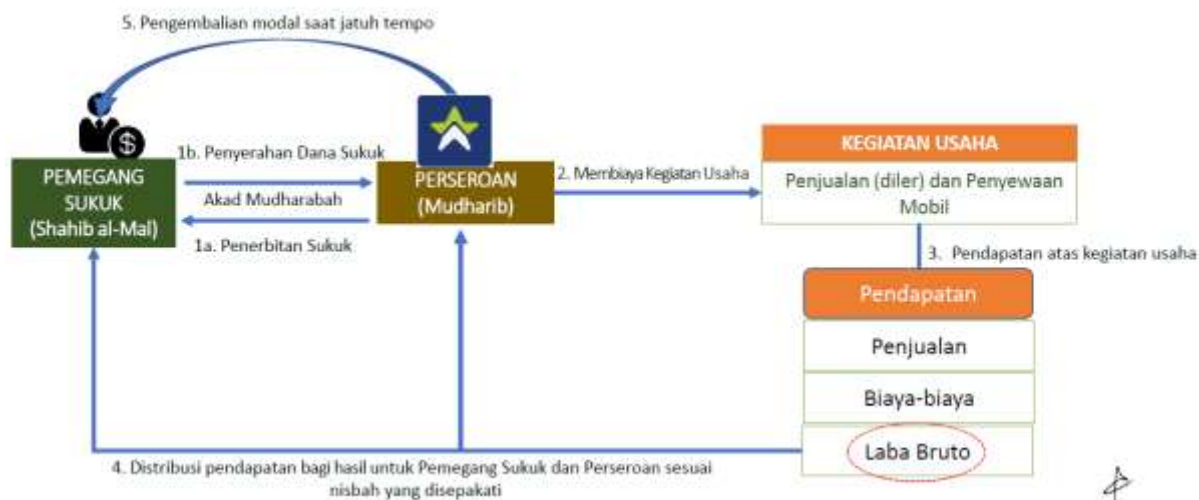 5. Pengembalian modal saat jatuh tempo
$
PEMEGANG
SUKUK
(Shahib al-Mal)
1b. Penyerahan Dana Sukuk
Akad Mudharabah
1a. Penerbitan Sukuk
PERSEROAN
(Mudharib)
2. Membiaya Kegiatan Usaha
KEGIATAN USAHA
Penjualan (diler) dan Penyewaan
Mobil
3. Pendapatan atas kegiatan usaha
Pendapatan
Penjualan
Biaya-biaya
Laba Bruto
4. Distribusi pendapatan bagi hasil untuk Pemegang Sukuk dan Perseroan sesuai
nisbah yang disepakati